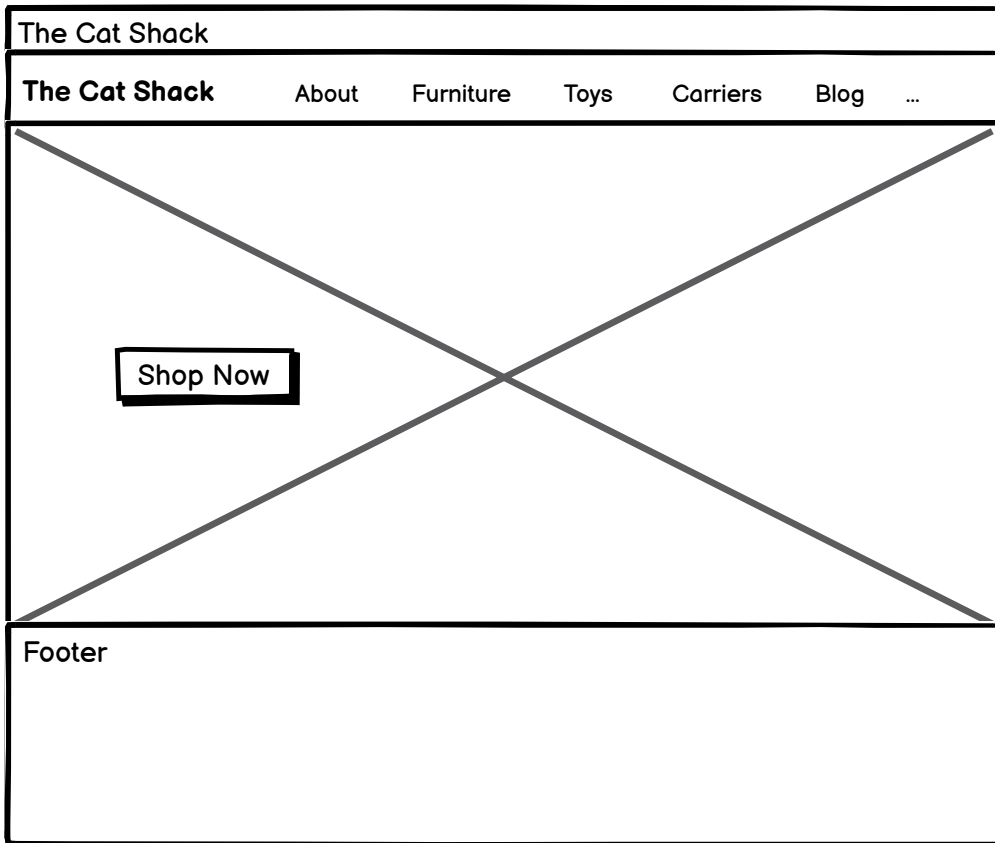 The Cat Shack
The Cat Shack About Furniture Toys Carriers Blog ...
Shop Now
Footer